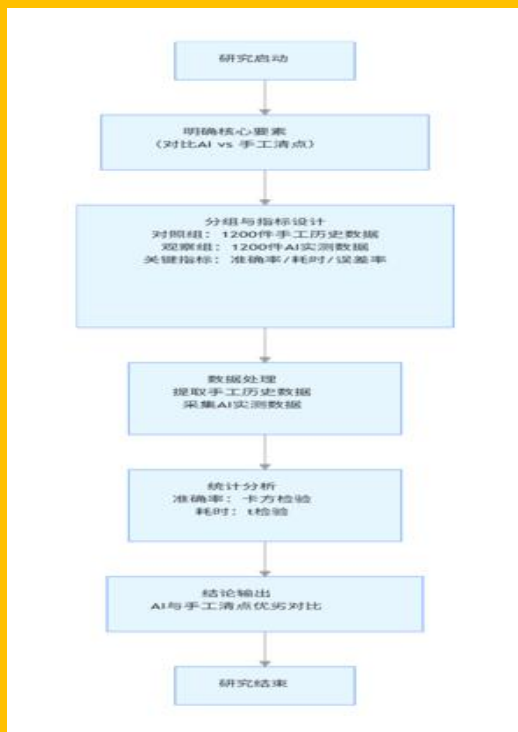 研究启动
明确核心要素
(对比AI vs 手工清点)
分组与指标设计
对照组：1200件手工历史数据
观察组：1200件AI实测数据
关键指标：准确率/耗时/误差率
数据处理
提取手工历史数据
采集AI实测数据
统计分析
准确率：卡方检验
耗时：t检验
结论输出
AI与手工清点优劣对比
研究结束